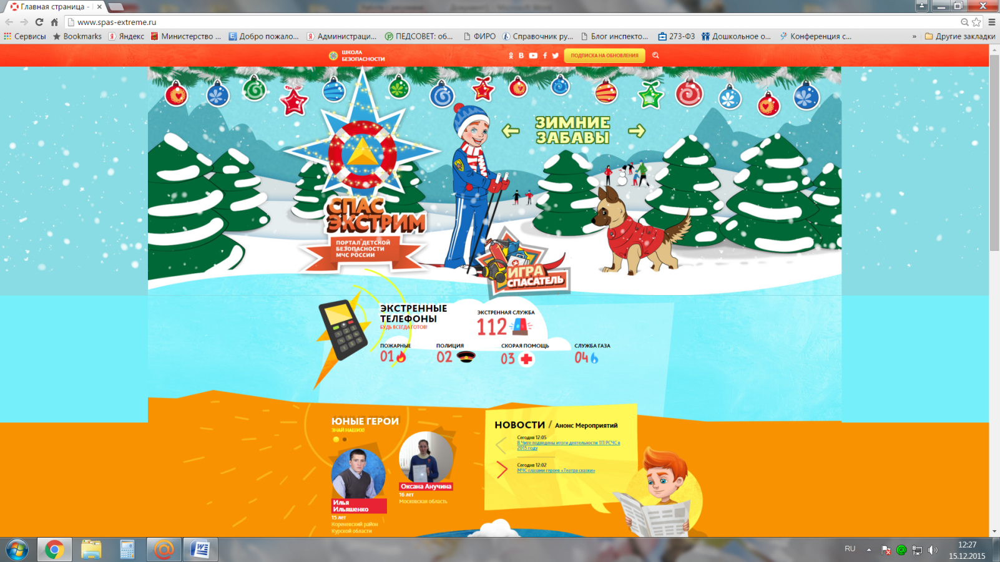 Главная страница -
www.spas-extreme.ru
Сервисы Bookmarks Яндекс Министерство ... Добро пожало... Администраци... ПЕДСОВЕТ: об... ФИРО Справочник ру... Блог инспекто... 273-ФЗ Дошкольное о... Конференция с... » Другие закладки
ШКОЛА
БЕЗОПАСНОСТИ
ПОДПИСКА НА ОБНОВЛЕНИЯ
ЗИМНИЕ
ЗАБАВЫ
СПАС
ЭКСТРИМ
ПОРТАЛ ДЕТСКОЙ
БЕЗОПАСНОСТИ
МЧС РОССИИ
ИГРА
СПАСАТЕЛЬ
ЭКСТРЕННЫЕ
ТЕЛЕФОНЫ
БУДЬ ВСЕГДА ГОТОВ!
ЭКСТРЕННАЯ СЛУЖБА
112
ПОЖАРНЫЕ
01
ПОЛИЦИЯ
02
СКОРАЯ ПОМОЩЬ
03
СЛУЖБА ГАЗА
04
ЮНЫЕ ГЕРОИ
ЗНАЙ НАШИХ!
Илья
Ильяшенко
15 лет
Кореневский район
Курской области
Оксана Анучина
16 лет
Московская область
НОВОСТИ / Анонс Мероприятий
Сегодня 12:05
В Чите подведены итоги деятельности ТП РСЧС в
2015 году
Сегодня 12:02
МЧС глазами героев «Театра сказки»
RU
12:27
15.12.2015